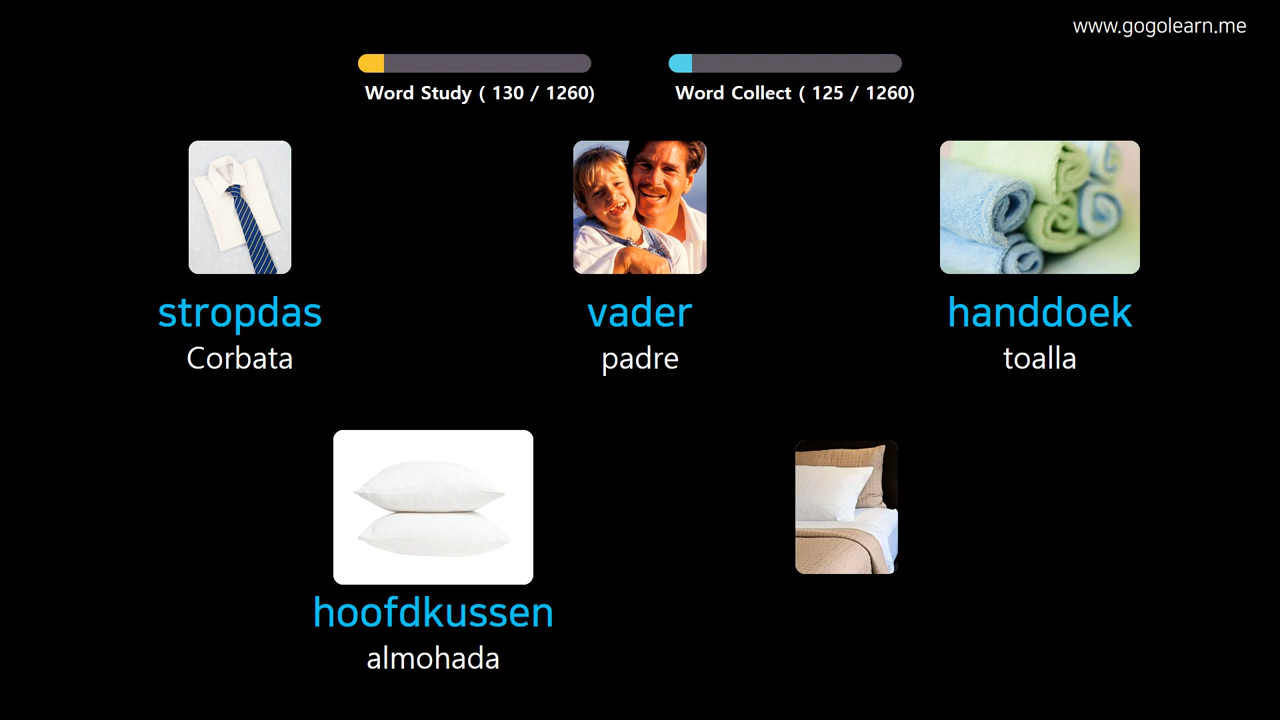 www.gogolearn.me
Word Study ( 130 / 1260)
Word Collect ( 125 / 1260)
stropdas
Corbata
vader
padre
handdoek
toalla
hoofdkussen
almohada